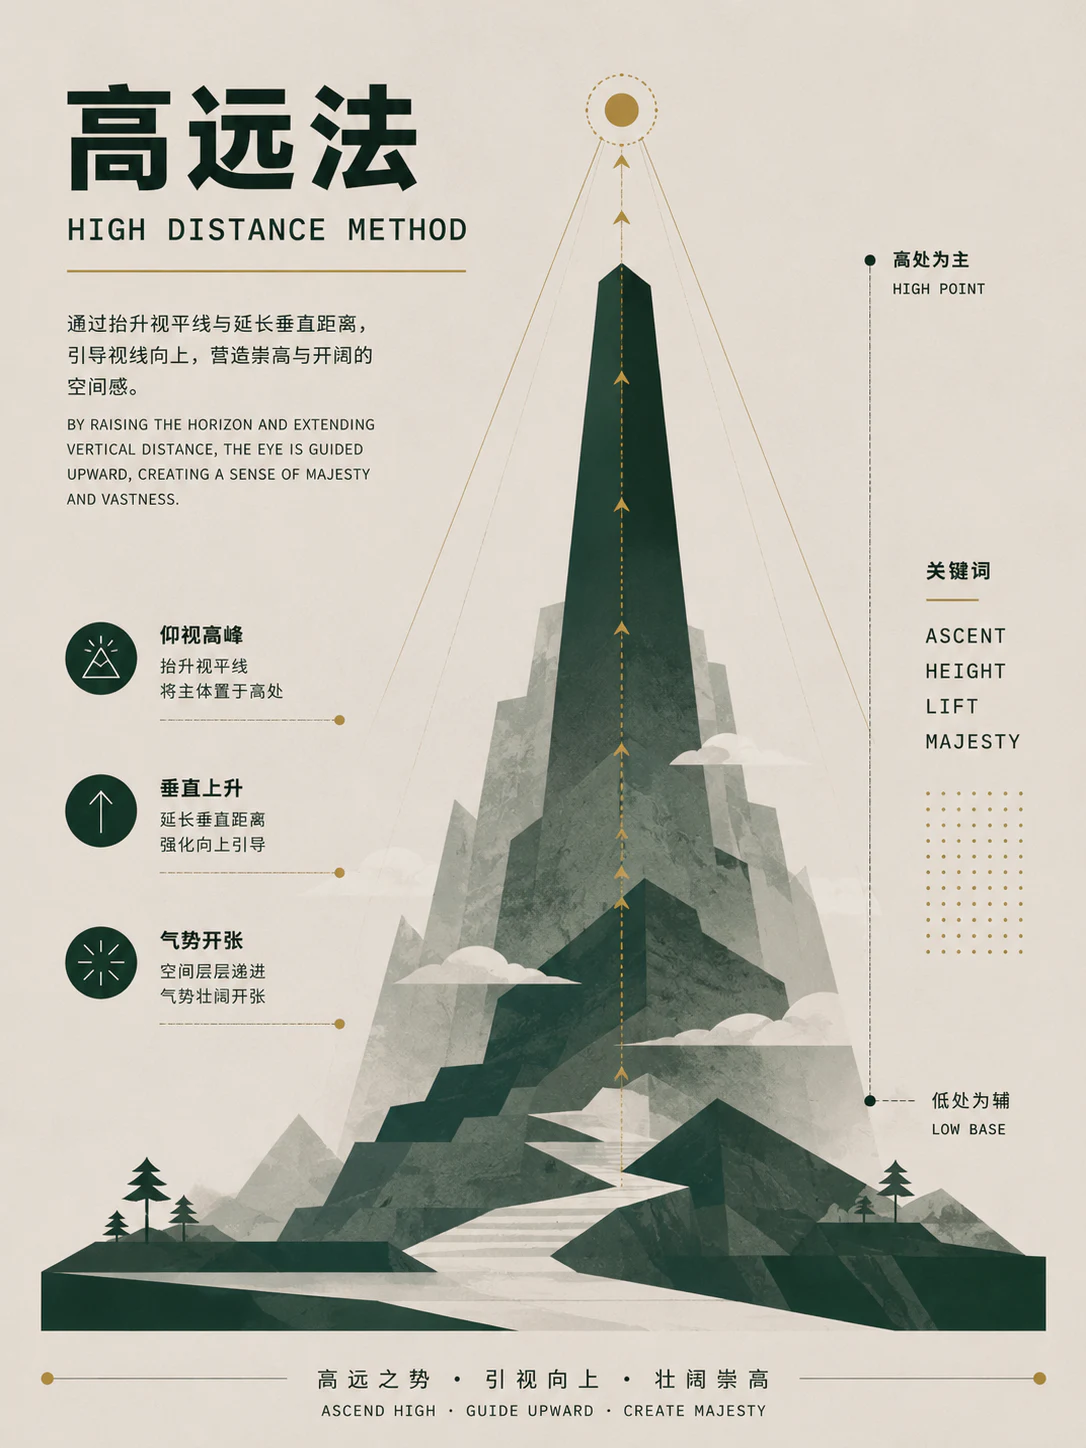 高远法
HIGH DISTANCE METHOD
通过抬升视平线与延长垂直距离，
引导视线向上，营造崇高与开阔的
空间感。
BY RAISING THE HORIZON AND EXTENDING
VERTICAL DISTANCE, THE EYE IS GUIDED
UPWARD, CREATING A SENSE OF MAJESTY
AND VASTNESS.
高处为主
HIGH POINT
仰视高峰
抬升视平线
将主体置于高处
垂直上升
延长垂直距离
强化向上引导
气势开张
空间层层递进
气势壮阔开张
关键词
ASCENT
HEIGHT
LIFT
MAJESTY
低处为辅
LOW BASE
高远之势 • 引视向上 • 壮阔崇高
ASCEND HIGH · GUIDE UPWARD · CREATE MAJESTY